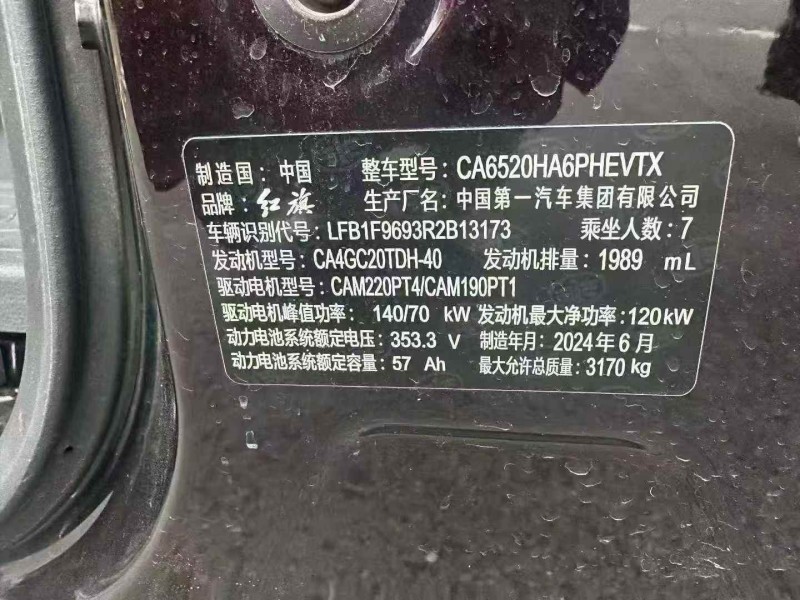 制造国：中国 整车型号：CA6520HA6PHEVTX
品牌：红旗 生产厂名：中国第一汽车集团有限公司
车辆识别代号：LFB1F9693R2B13173 乘坐人数：7
发动机型号：CA4GC20TDH-40 发动机排量：1989 mL
驱动电机型号：CAM220PT4/CAM190PT1
驱动电机峰值功率：140/70 kW 发动机最大净功率：120kW
动力电池系统额定电压：353.3 V 制造年月：2024年6月
动力电池系统额定容量：57 Ah 最大允许总质量：3170 kg